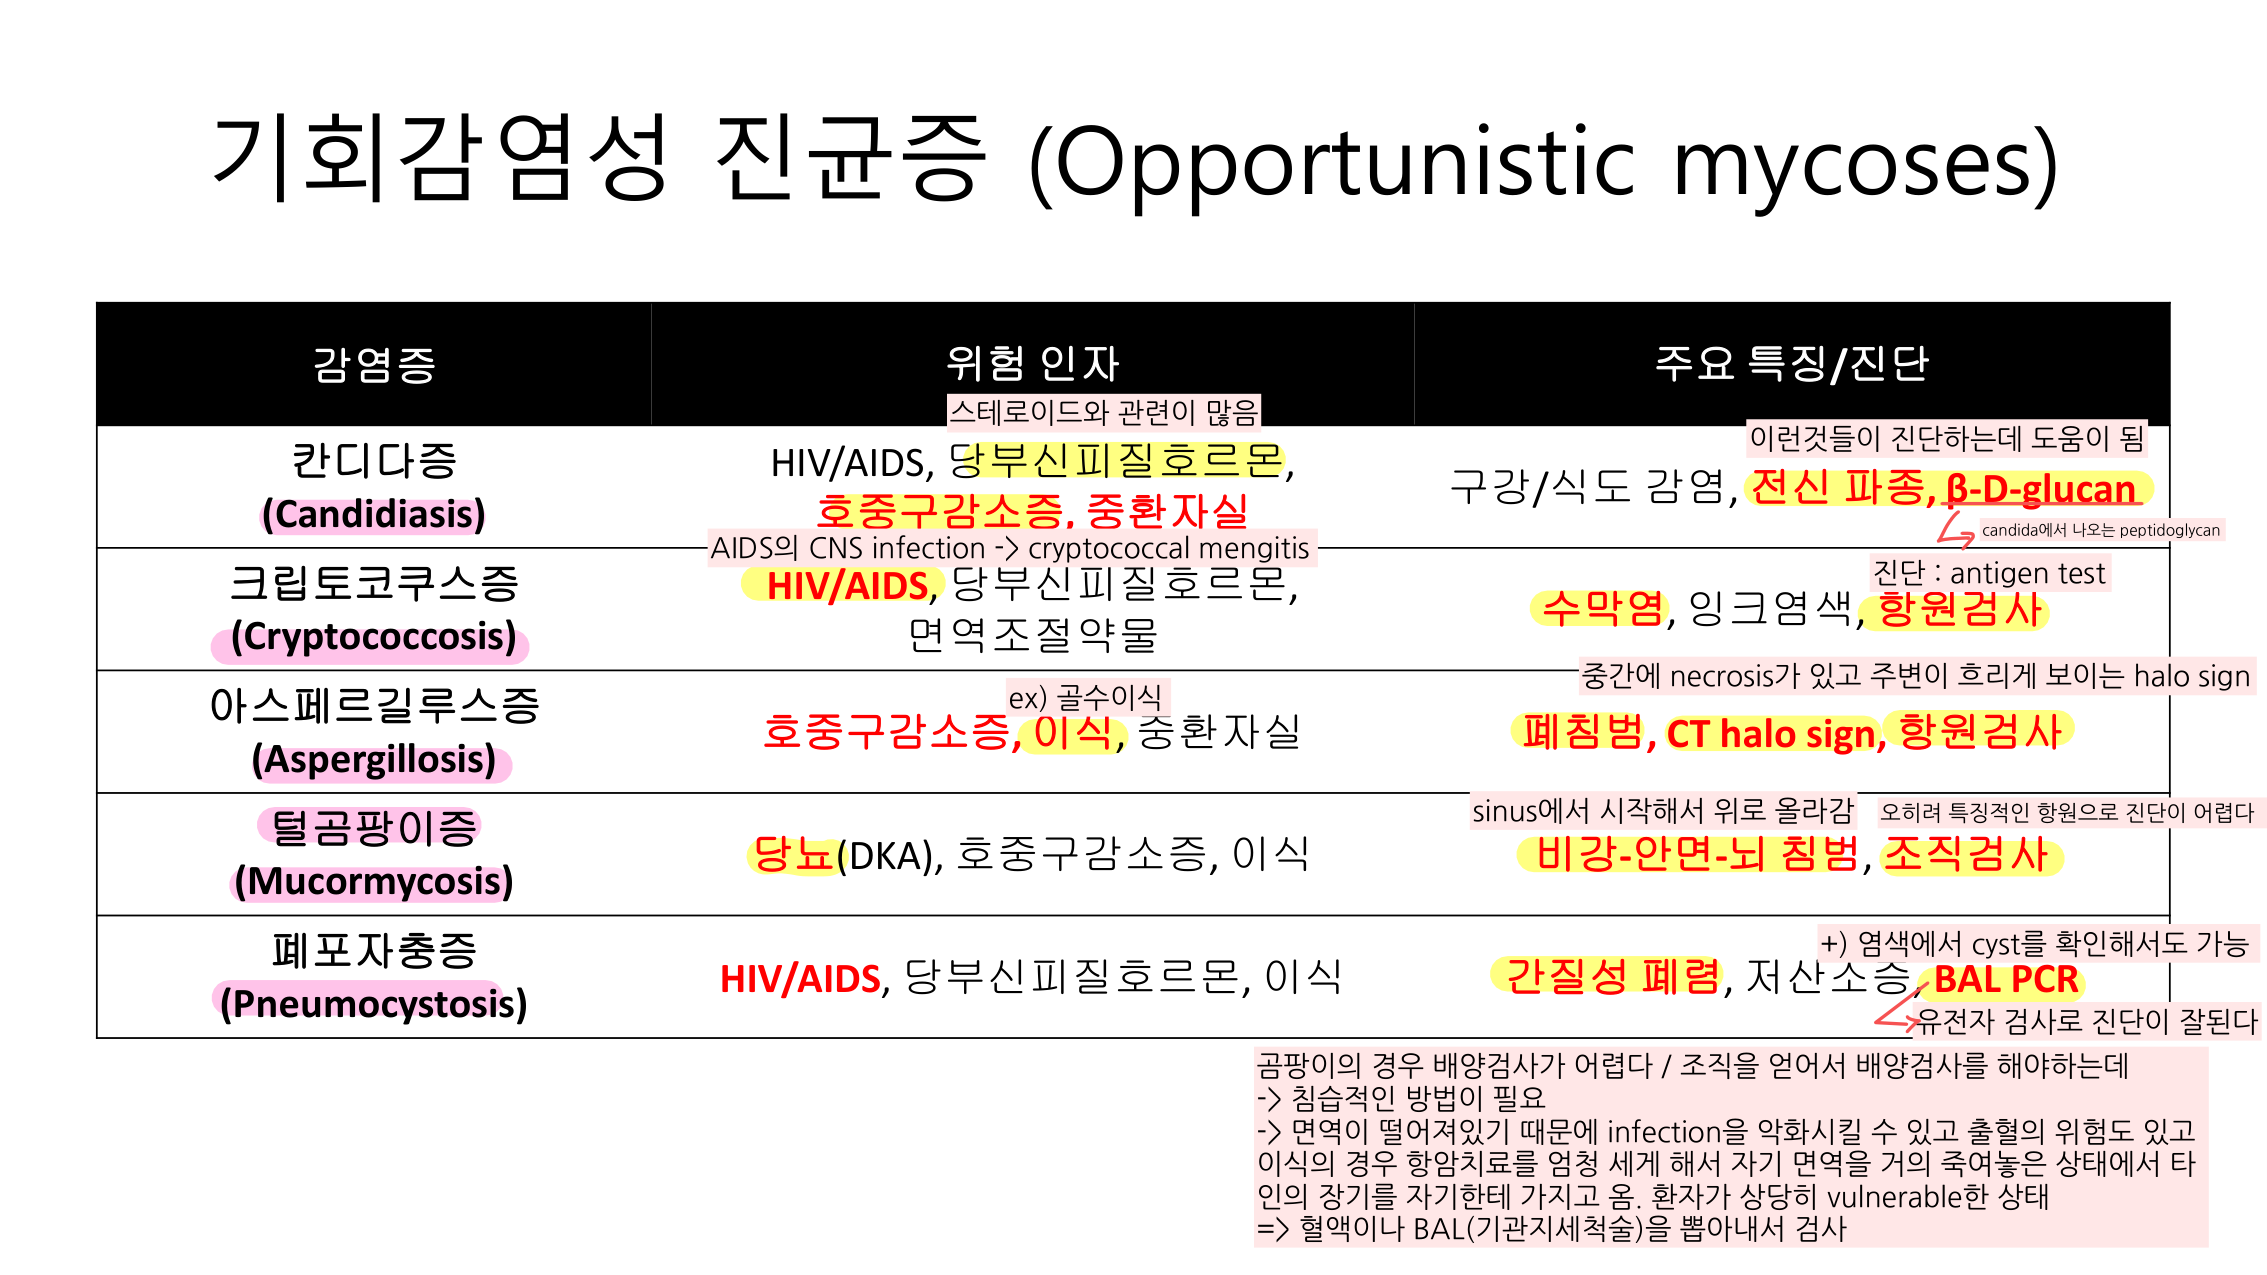 기회감염성 진균증 (Opportunistic mycoses)
감염증
위험 인자
주요 특징/진단
스테로이드와 관련이 많음
이런것들이 진단하는데 도움이 됨
칸디다증
(Candidiasis)
HIV/AIDS, 당부신피질호르몬,
호중구감소증, 중환자실
구강/식도 감염, 전신 파종, β-D-glucan
candida에서 나오는 peptidoglycan
AIDS의 CNS infection -> cryptococcal mengitis
진단 : antigen test
크립토코쿠스증
(Cryptococcosis)
HIV/AIDS, 당부신피질호르몬,
면역조절약물
수막염, 잉크염색, 항원검사
중간에 necrosis가 있고 주변이 흐리게 보이는 halo sign
ex) 골수이식
아스페르길루스증
(Aspergillosis)
호중구감소증, 이식, 중환자실
폐침범, CT halo sign, 항원검사
sinus에서 시작해서 위로 올라감
오히려 특징적인 항원으로 진단이 어렵다
털곰팡이증
(Mucormycosis)
당뇨(DKA), 호중구감소증, 이식
비강-안면-뇌 침범, 조직검사
+) 염색에서 cyst를 확인해서도 가능
폐포자충증
(Pneumocystosis)
HIV/AIDS, 당부신피질호르몬, 이식
간질성 폐렴, 저산소증, BAL PCR
유전자 검사로 진단이 잘된다
곰팡이의 경우 배양검사가 어렵다 / 조직을 얻어서 배양검사를 해야하는데
-> 침습적인 방법이 필요
-> 면역이 떨어져있기 때문에 infection을 악화시킬 수 있고 출혈의 위험도 있고
이식의 경우 항암치료를 엄청 세게 해서 자기 면역을 거의 죽여놓은 상태에서 타
인의 장기를 자기한테 가지고 옴. 환자가 상당히 vulnerable한 상태
=> 혈액이나 BAL(기관지세척술)을 뽑아내서 검사